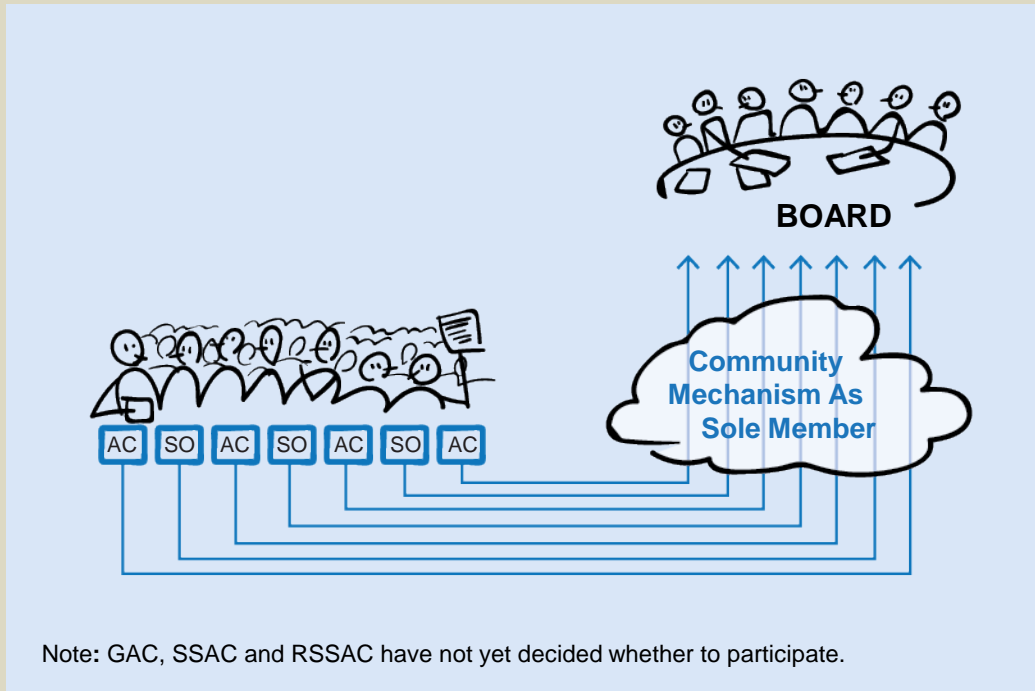 BOARD
Community
Mechanism As
Sole Member
AC SO AC SO AC SO AC
Note: GAC, SSAC and RSSAC have not yet decided whether to participate.